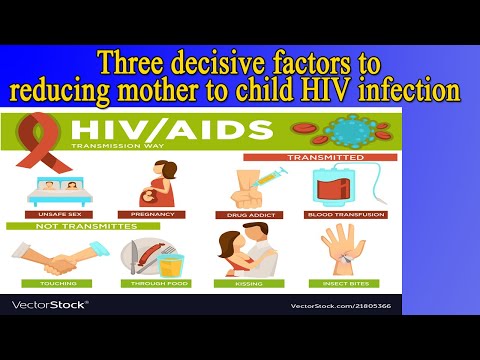 Three decisive factors to
reducing mother to child HIV infection
HIV/AIDS
TRANSMISSION WAY
TRANSMITTED
UNSAFE SEX
PREGNANCY
DRUG ADDICT
BLOOD TRANSFUSION
NOT TRANSMITTES
TOUCHING
THROUGH FOOD
KISSING
INSECT BITES
VectorStock®
VectorStock.com/21805366